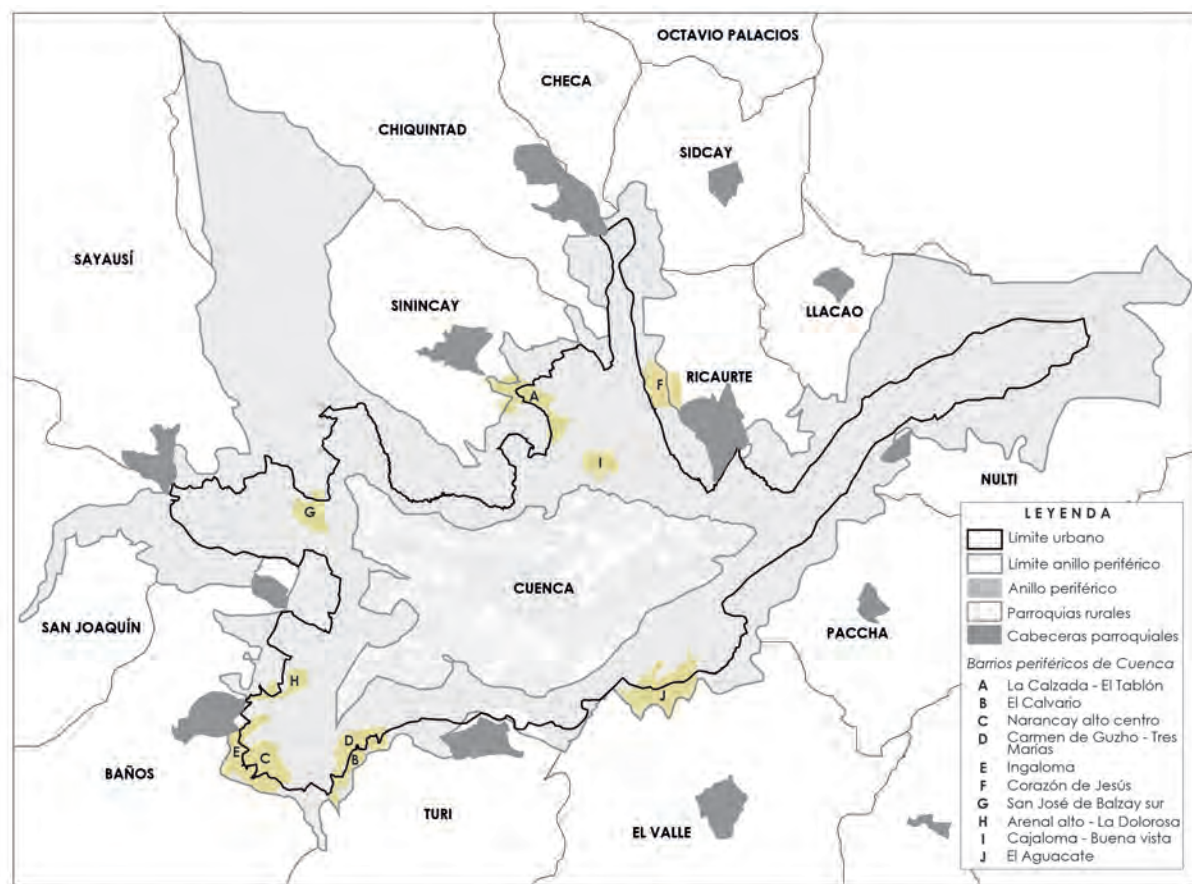 OCTAVIO PALACIOS
CHECA
CHIQUINTAD
SIDCAY
SAYAUSÍ
SININCAY
LLACAO
RICAURTE
F
A
I
G
NULTI
CUENCA
SAN JOAQUÍN
PACCHA
H
J
D
B
E
C
BAÑOS
TURI
EL VALLE
LEYENDA
Límite urbano
Límite anillo periférico
Anillo periférico
Parroquias rurales
Cabeceras parroquiales
Barrios periféricos de Cuenca
A La Calzada - El Tablón
B El Calvario
C Narancay alto centro
D Carmen de Guzho - Tres
Marías
E Ingaloma
F Corazón de Jesús
G San José de Balzay sur
H Arenal alto - La Dolorosa
I Cajaloma - Buena vista
J El Aguacate